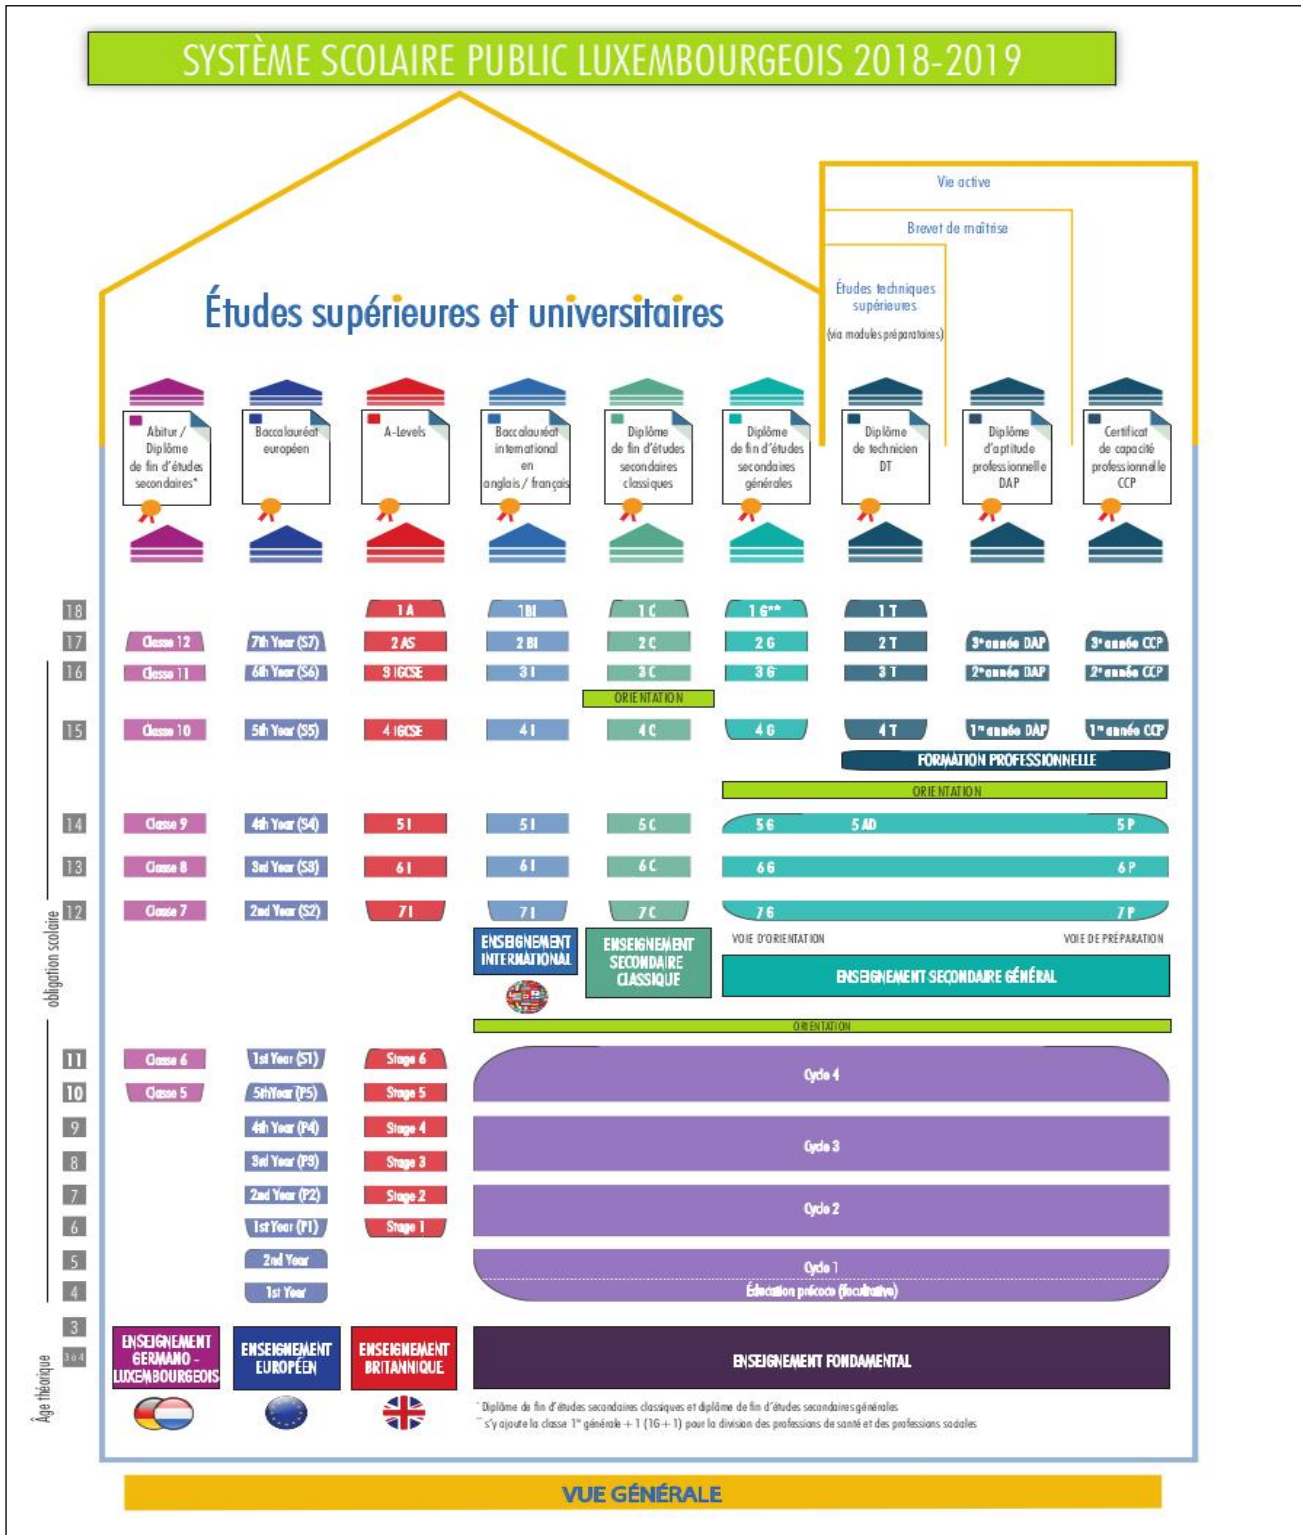 SYSTÈME SCOLAIRE PUBLIC LUXEMBOURGEOIS 2018-2019
Vie active
Brevet de maîtrise
Études techniques
supérieures
(via modules préparatoires)
Études supérieures et universitaires
Abitur /
Diplôme
de fin d'études
secondaires*
Baccalauréat
européen
A-Levels
Baccalauréat
international
en
anglais / français
Diplôme
de fin d'études
secondaires
classiques
Diplôme
de fin d'études
secondaires
générales
Diplôme
de technicien
DT
Diplôme
d'aptitude
professionnelle
DAP
Certificat
de capacité
professionnelle
CCP
18 1 A 1BI 1 C 1 G** 1 T
17 Classe 12 7th Year (S7) 2 AS 2 BI 2 C 2 G 2 T 3e année DAP 3e année CCP
16 Classe 11 6th Year (S6) 3 IGCSE 3 I 3 C 3 G 3 T 2e année DAP 2e année CCP
ORIENTATION
15 Classe 10 5th Year (S5) 4 IGCSE 4 I 4 C 4 G 4 T 1re année DAP 1re année CCP
FORMATION PROFESSIONNELLE
ORIENTATION
14 Classe 9 4th Year (S4) 5 I 5 I 5 C 5 G 5 AD 5 P
13 Classe 8 3rd Year (S3) 6 I 6 I 6 C 6 G 6 P
12 Classe 7 2nd Year (S2) 7 I 7 I 7 C 7 G 7 P
obligation scolaire
VOIE D'ORIENTATION VOIE DE PRÉPARATION
ENSEIGNEMENT
INTERNATIONAL
ENSEIGNEMENT
SECONDAIRE
CLASSIQUE
ENSEIGNEMENT SECONDAIRE GÉNÉRAL
ORIENTATION
11 Classe 6 1st Year (S1) Stage 6
Cycle 4
10 Classe 5 5thYear (P5) Stage 5
9 4th Year (P4) Stage 4
Cycle 3
8 3rd Year (P3) Stage 3
7 2nd Year (P2) Stage 2
Cycle 2
6 1st Year (P1) Stage 1
5 2nd Year Cycle 1
4 1st Year Éducation précoce (facultative)
3
3 à 4
Âge théorique
ENSEIGNEMENT
GERMANO -
LUXEMBOURGEOIS
ENSEIGNEMENT
EUROPÉEN
ENSEIGNEMENT
BRITANNIQUE
ENSEIGNEMENT FONDAMENTAL
* Diplôme de fin d'études secondaires classiques et diplôme de fin d'études secondaires générales
** s'y ajoute la classe 1re générale + 1 (1G + 1) pour la division des professions de santé et des professions sociales
VUE GÉNÉRALE